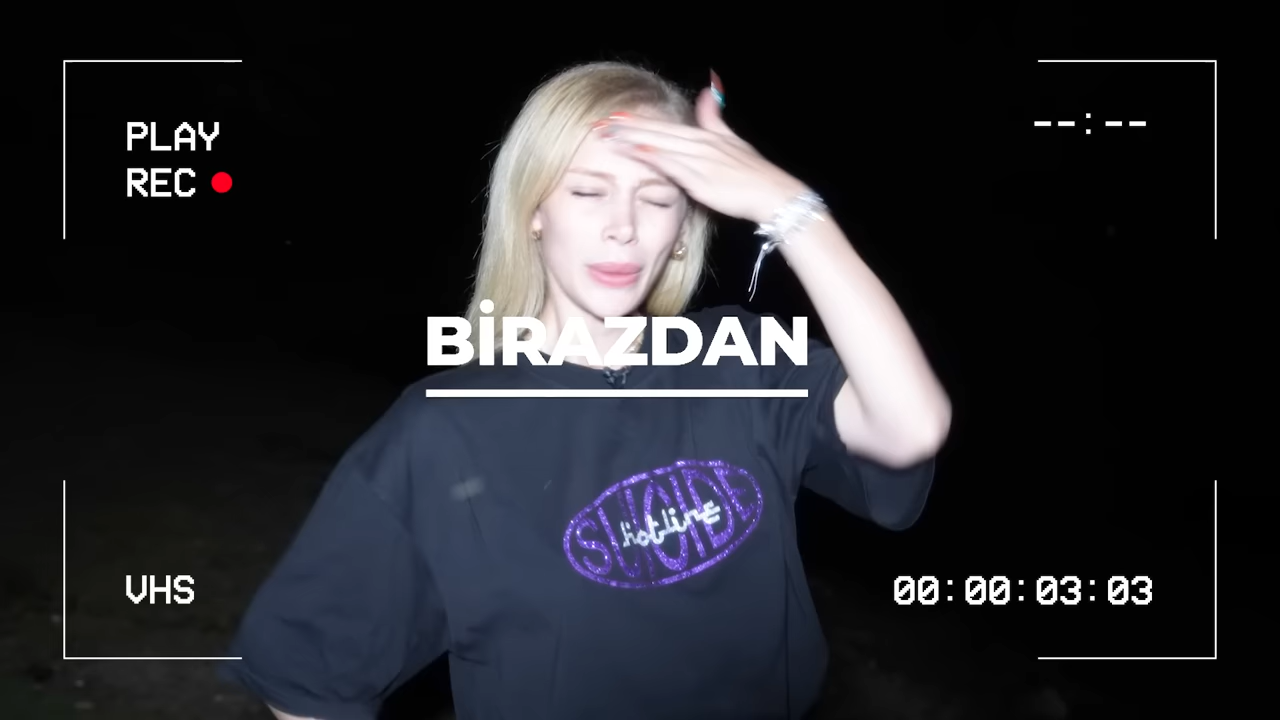 PLAY
REC
--:--
BİRAZDAN
SUICIDE
hotline
VHS
00:00:03:03